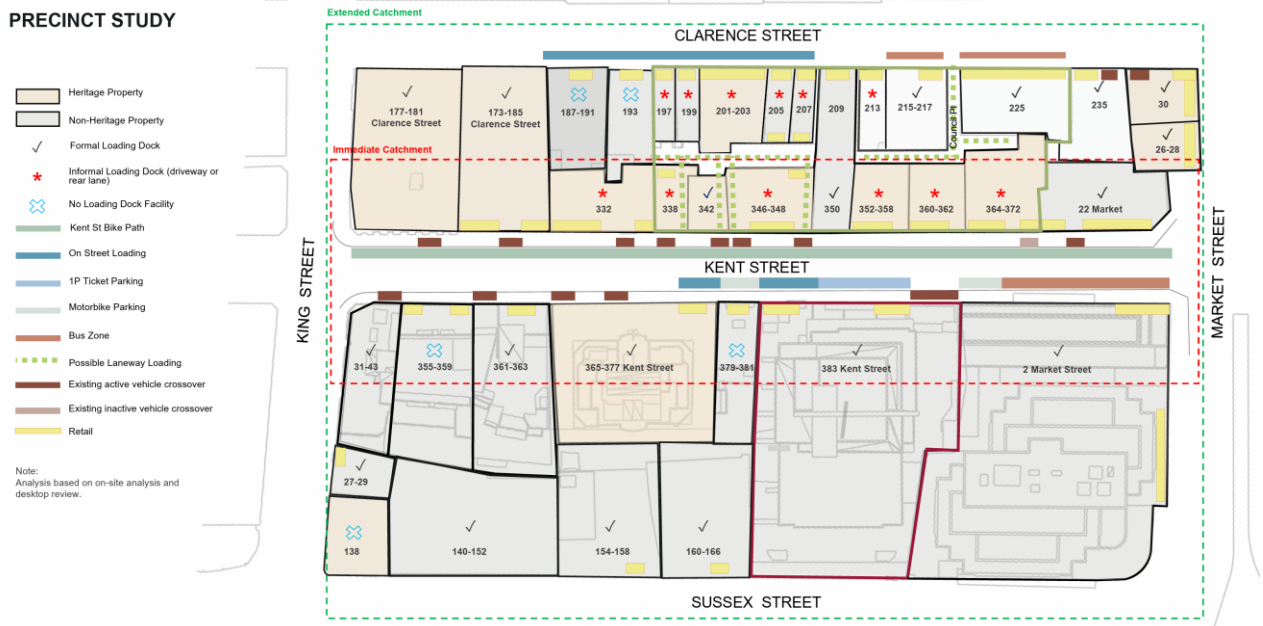 Extended Catchment
PRECINCT STUDY
CLARENCE STREET
Heritage Property
Non-Heritage Property
Formal Loading Dock
Informal Loading Dock (driveway or
rear lane)
No Loading Dock Facility
Kent St Bike Path
On Street Loading
1P Ticket Parking
Motorbike Parking
Bus Zone
Possible Laneway Loading
Existing active vehicle crossover
Existing inactive vehicle crossover
Retail
Note:
Analysis based on on-site analysis and
desktop review.
177-181
Clarence Street
173-185
Clarence Street
187-191
193
197
199
201-203
205
207
209
213
215-217
Council Pl
225
235
30
26-28
Immediate Catchment
332
338
342
346-348
350
352-358
360-362
364-372
22 Market
KING STREET
KENT STREET
MARKET STREET
31-43
355-359
361-363
365-377 Kent Street
379-381
383 Kent Street
2 Market Street
27-29
138
140-152
154-158
160-166
SUSSEX STREET